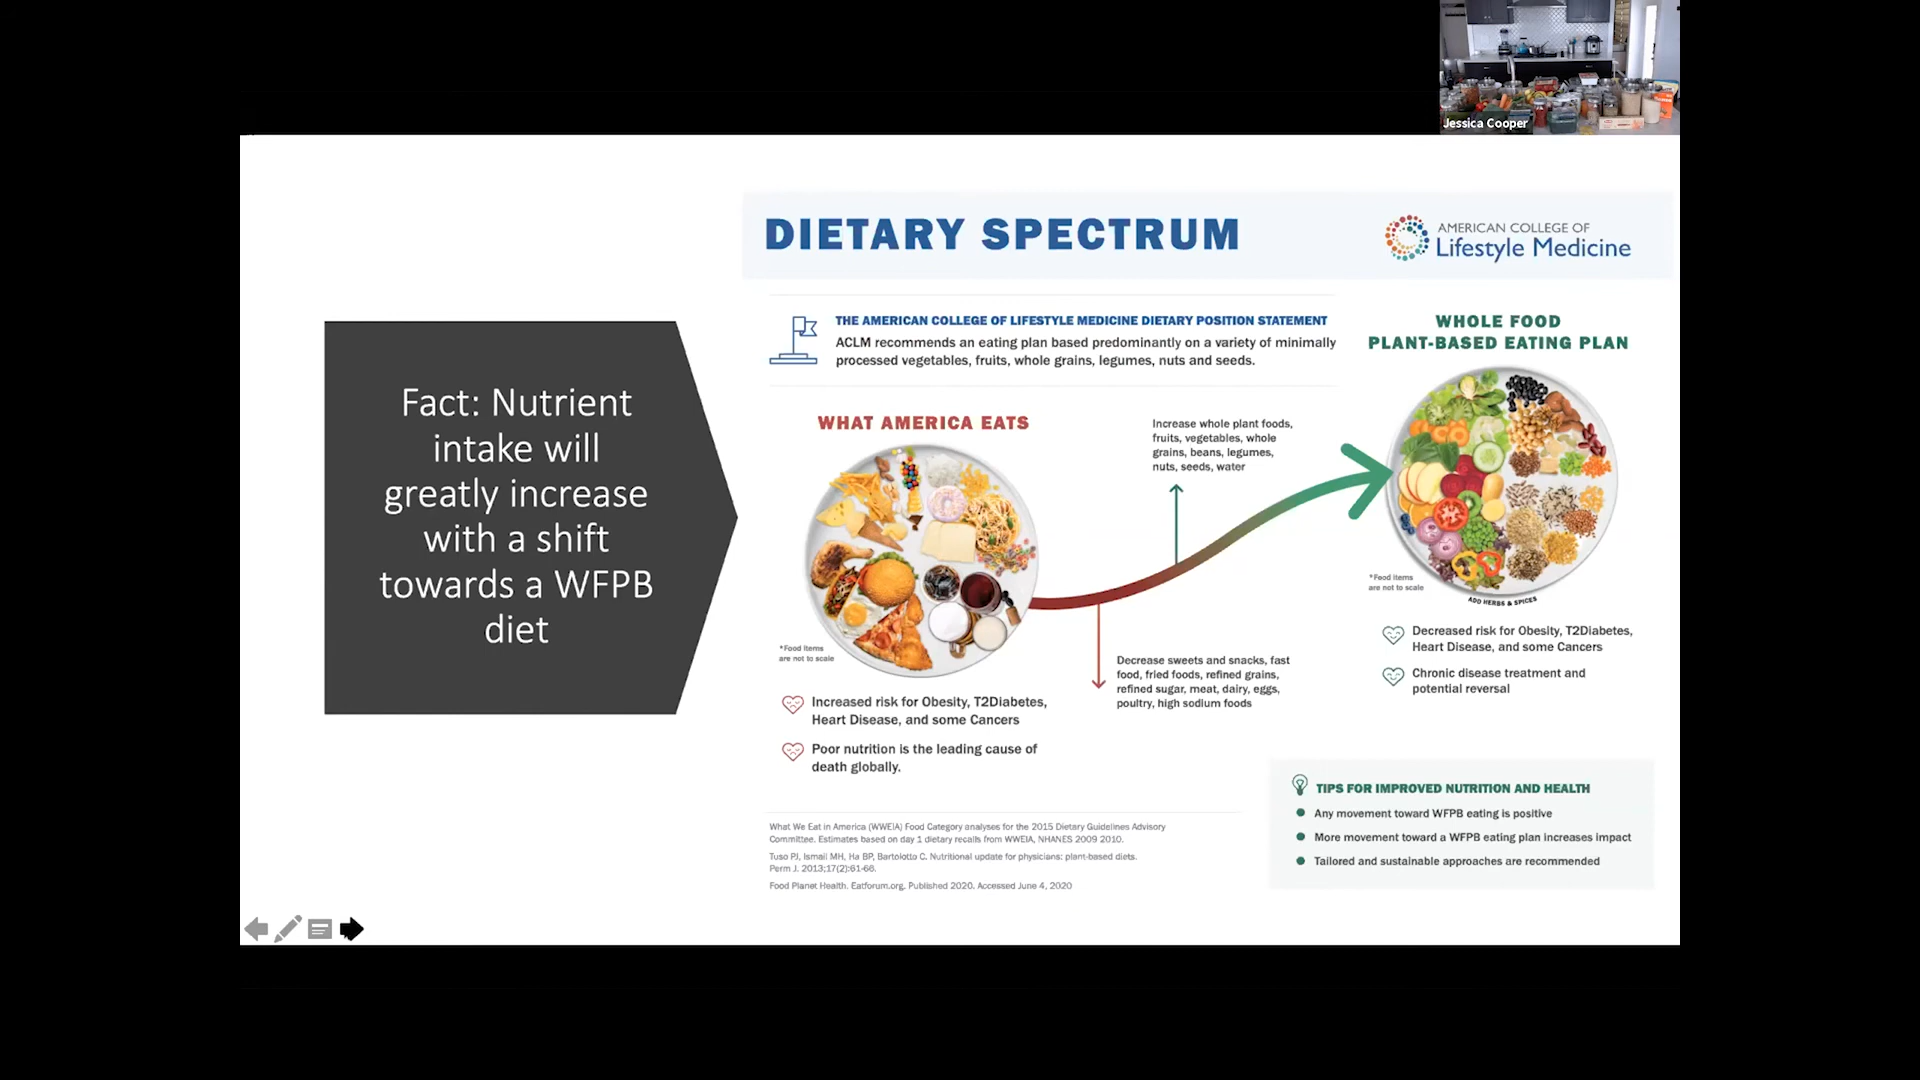 Jessica Cooper
Fact: Nutrient
intake will
greatly increase
with a shift
towards a WFPB
diet
DIETARY SPECTRUM
AMERICAN COLLEGE OF
Lifestyle Medicine
THE AMERICAN COLLEGE OF LIFESTYLE MEDICINE DIETARY POSITION STATEMENT
ACLM recommends an eating plan based predominantly on a variety of minimally
processed vegetables, fruits, whole grains, legumes, nuts and seeds.
WHAT AMERICA EATS
*Food items
are not to scale
Increased risk for Obesity, T2Diabetes,
Heart Disease, and some Cancers
Poor nutrition is the leading cause of
death globally.
Increase whole plant foods,
fruits, vegetables, whole
grains, beans, legumes,
nuts, seeds, water
Decrease sweets and snacks, fast
food, fried foods, refined grains,
refined sugar, meat, dairy, eggs,
poultry, high sodium foods
WHOLE FOOD
PLANT-BASED EATING PLAN
*Food items
are not to scale
ADD HERBS & SPICES
Decreased risk for Obesity, T2Diabetes,
Heart Disease, and some Cancers
Chronic disease treatment and
potential reversal
TIPS FOR IMPROVED NUTRITION AND HEALTH
Any movement toward WFPB eating is positive
More movement toward a WFPB eating plan increases impact
Tailored and sustainable approaches are recommended
What We Eat in America (WWEIA) Food Category analyses for the 2015 Dietary Guidelines Advisory
Committee. Estimates based on day 1 dietary recalls from WWEIA, NHANES 2009 2010.
Tuso PJ, Ismail MH, Ha BP, Bartolotto C. Nutritional update for physicians: plant-based diets.
Perm J. 2013;17(2):61-66.
Food Planet Health. Eatforum.org. Published 2020. Accessed June 4, 2020